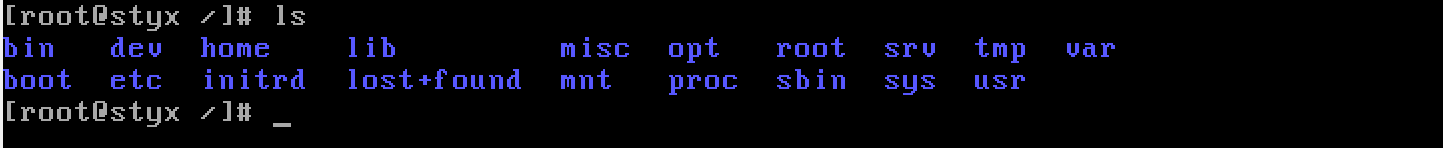 [root@styx /]# ls
bin   dev  home    lib         misc  opt   root  srv  tmp  var
boot  etc  initrd  lost+found  mnt   proc  sbin  sys  usr
[root@styx /]# _